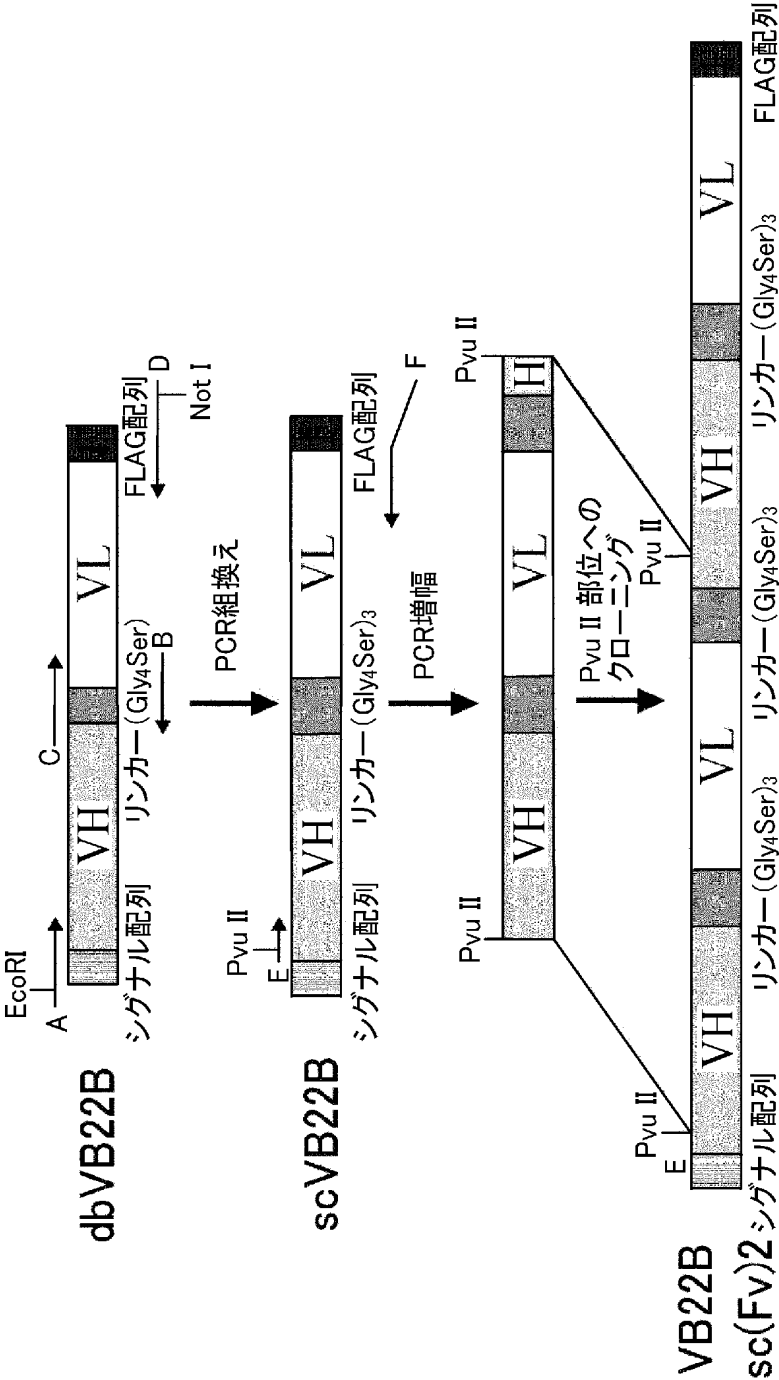 dbVB22B
EcoRI
A
C
VH
VL
シグナル配列
リンカー(Gly₄Ser)
B
FLAG配列
D
Not I
PCR組換え
scVB22B
Pvu II
E
VH
VL
シグナル配列
リンカー(Gly₄Ser)₃
FLAG配列
F
PCR増幅
Pvu II
Pvu II
VH
VL
H
Pvu II 部位への
クローニング
VB22B
sc(Fv)2
Pvu II
E
Pvu II
VH
VL
VH
VL
シグナル配列
リンカー(Gly₄Ser)₃
リンカー(Gly₄Ser)₃
リンカー(Gly₄Ser)₃
FLAG配列